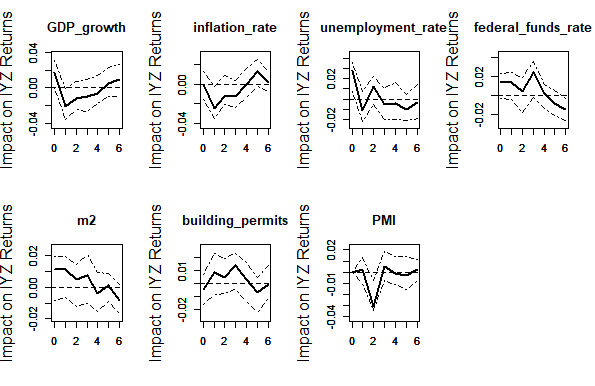 GDP_growth
Impact on IYZ Returns
0.04
0.00
-0.04
0 2 4 6
inflation_rate
Impact on IYZ Returns
0.00
-0.04
0 2 4 6
unemployment_rate
Impact on IYZ Returns
0.02
-0.02
0 2 4 6
federal_funds_rate
Impact on IYZ Returns
0.02
-0.02
0 2 4 6
m2
Impact on IYZ Returns
0.02
0.00
-0.02
0 2 4 6
building_permits
Impact on IYZ Returns
0.01
-0.02
0 2 4 6
PMI
Impact on IYZ Returns
0.02
-0.01
-0.04
0 2 4 6